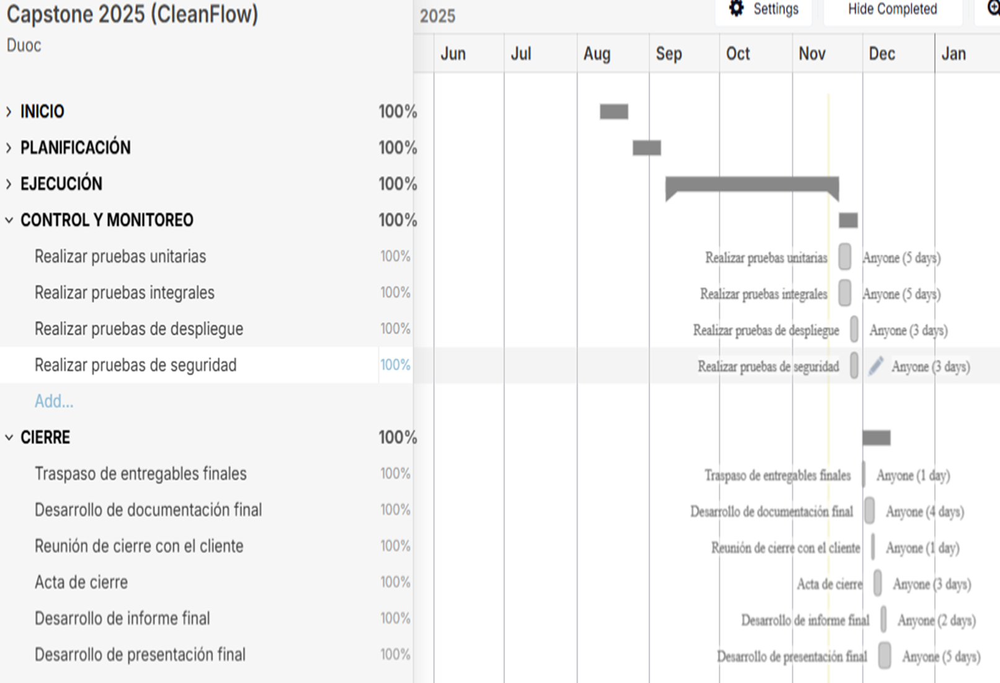 Capstone 2025 (CleanFlow)
Duoc
2025
Settings
Hide Completed
Jun Jul Aug Sep Oct Nov Dec Jan
INICIO 100%
PLANIFICACIÓN 100%
EJECUCIÓN 100%
CONTROL Y MONITOREO 100%
Realizar pruebas unitarias 100% Realizar pruebas unitarias Anyone (5 days)
Realizar pruebas integrales 100% Realizar pruebas integrales Anyone (5 days)
Realizar pruebas de despliegue 100% Realizar pruebas de despliegue Anyone (3 days)
Realizar pruebas de seguridad 100% Realizar pruebas de seguridad Anyone (3 days)
Add...
CIERRE 100%
Traspaso de entregables finales 100% Traspaso de entregables finales Anyone (1 day)
Desarrollo de documentación final 100% Desarrollo de documentación final Anyone (4 days)
Reunión de cierre con el cliente 100% Reunión de cierre con el cliente Anyone (1 day)
Acta de cierre 100% Acta de cierre Anyone (3 days)
Desarrollo de informe final 100% Desarrollo de informe final Anyone (2 days)
Desarrollo de presentación final 100% Desarrollo de presentación final Anyone (5 days)